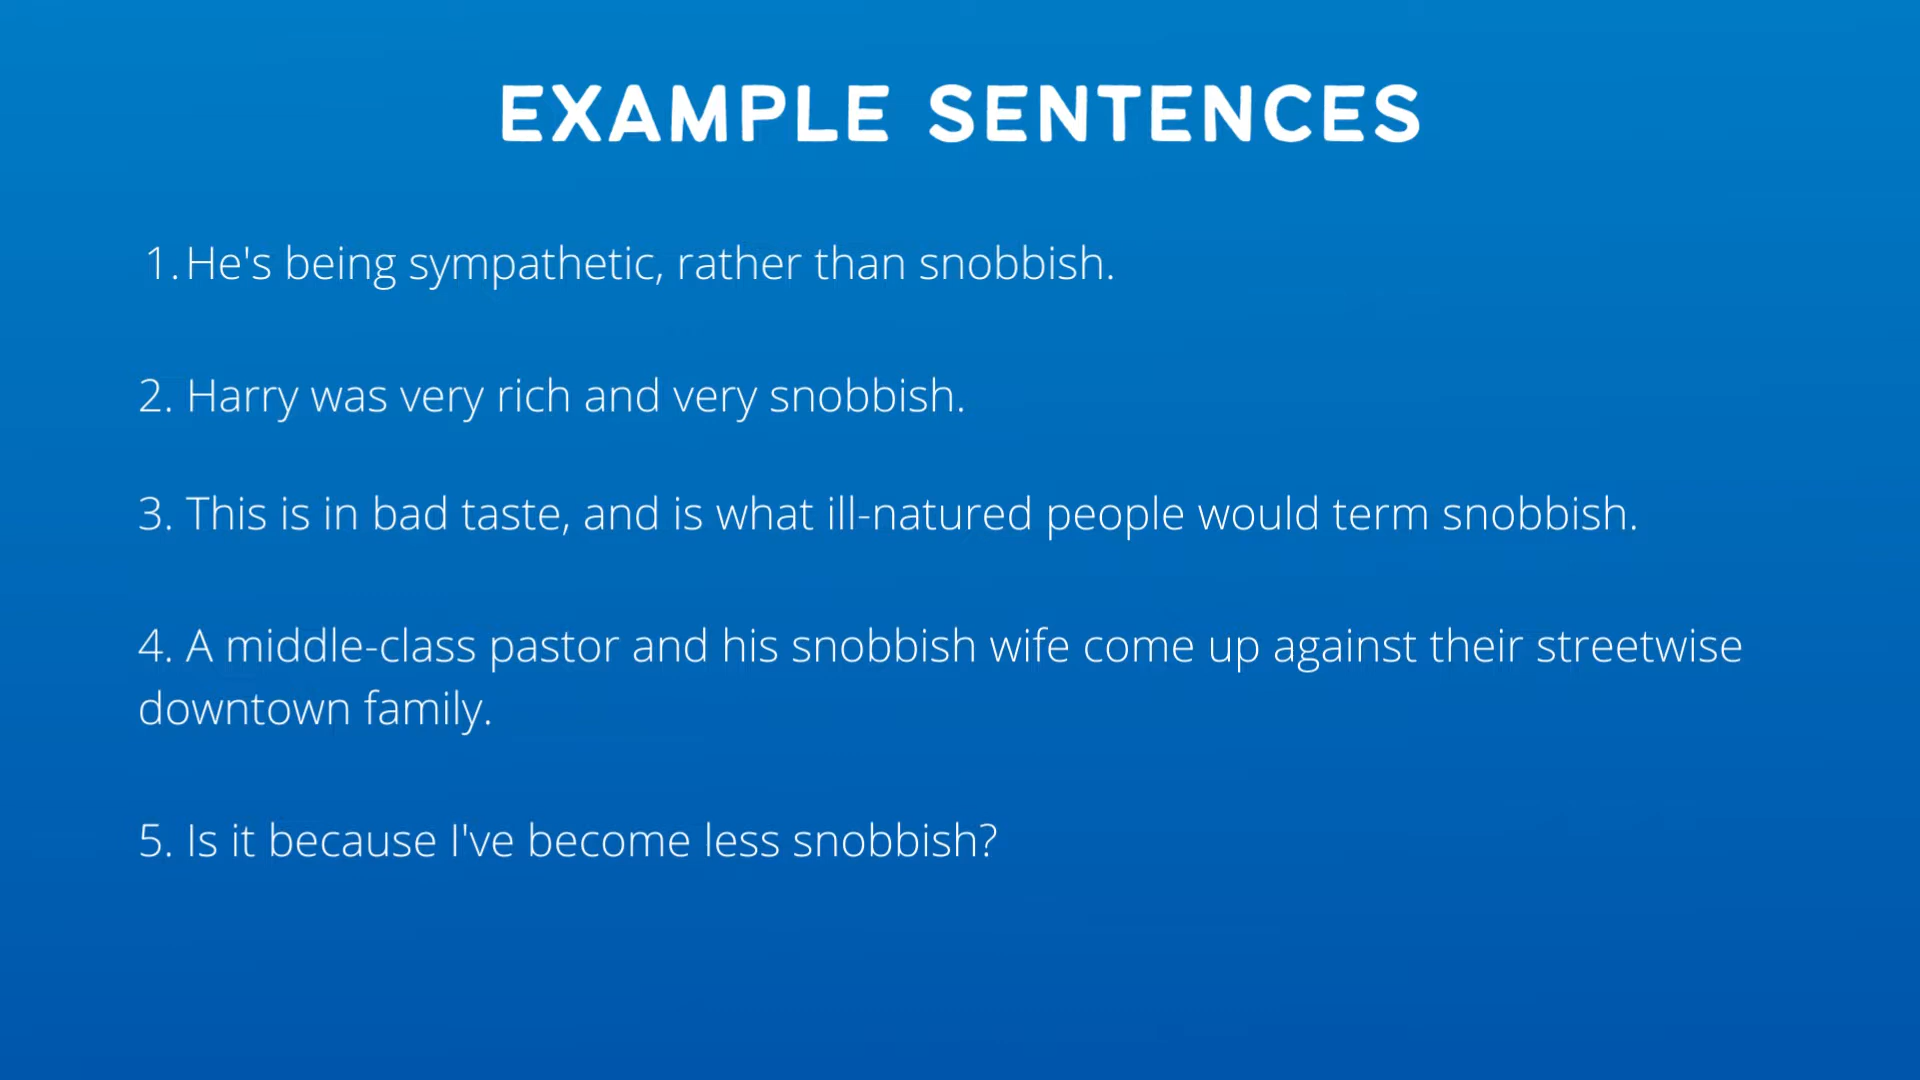 EXAMPLE SENTENCES
1. He's being sympathetic, rather than snobbish.
2. Harry was very rich and very snobbish.
3. This is in bad taste, and is what ill-natured people would term snobbish.
4. A middle-class pastor and his snobbish wife come up against their streetwise
downtown family.
5. Is it because I've become less snobbish?